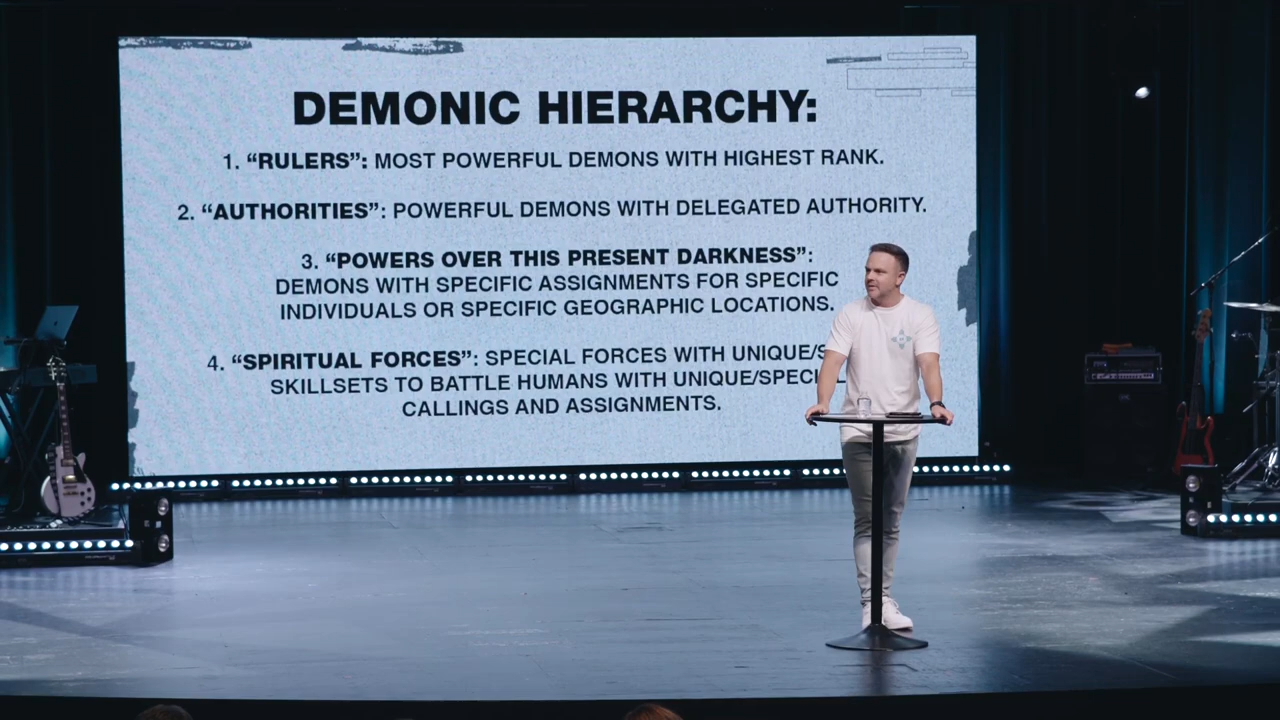 DEMONIC HIERARCHY:
1. “RULERS”: MOST POWERFUL DEMONS WITH HIGHEST RANK.
2. “AUTHORITIES”: POWERFUL DEMONS WITH DELEGATED AUTHORITY.
3. “POWERS OVER THIS PRESENT DARKNESS”:
DEMONS WITH SPECIFIC ASSIGNMENTS FOR SPECIFIC
INDIVIDUALS OR SPECIFIC GEOGRAPHIC LOCATIONS.
4. “SPIRITUAL FORCES”: SPECIAL FORCES WITH
SKILLSETS TO BATTLE HUMANS WITH
CALLINGS AND ASSIGNMENTS.